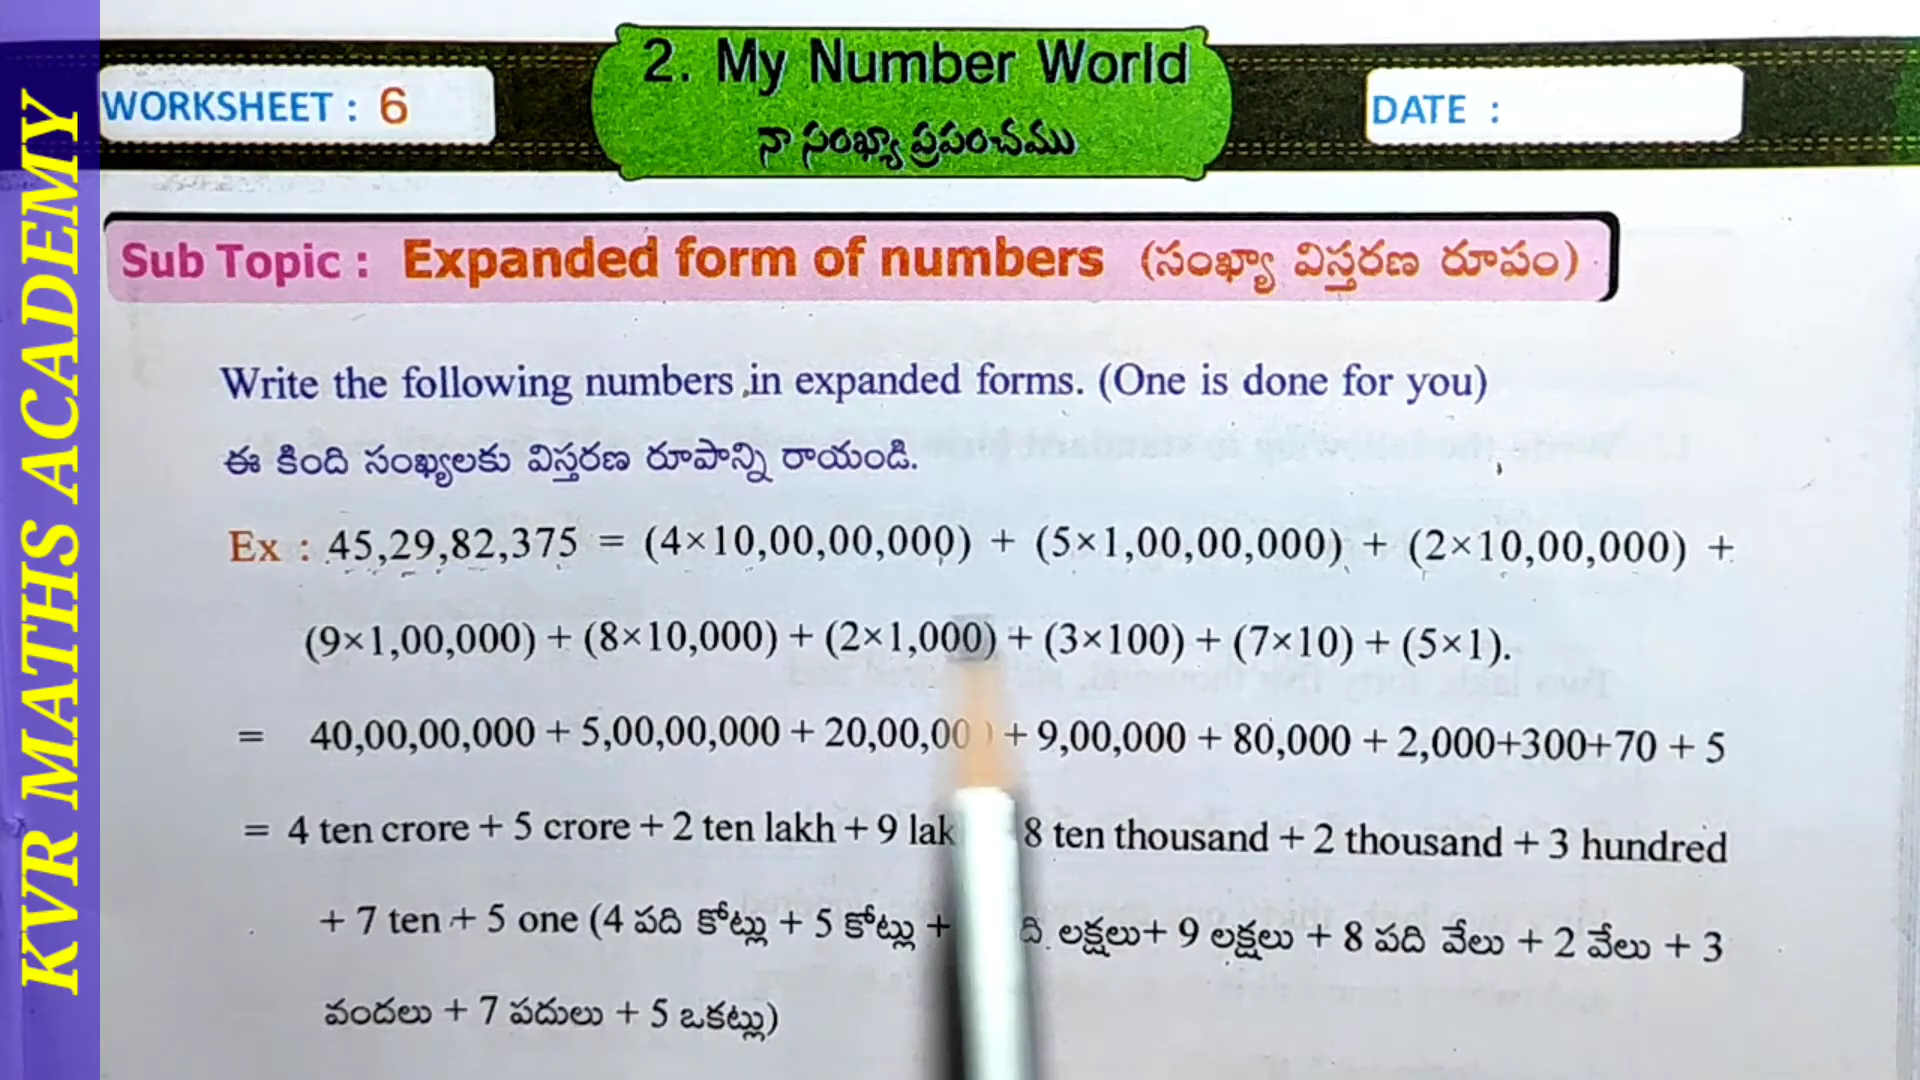 KVR MATHS ACADEMY
WORKSHEET : 6
2. My Number World
నా సంఖ్యా ప్రపంచము
DATE :
Sub Topic : Expanded form of numbers (సంఖ్యా విస్తరణ రూపం)
Write the following numbers in expanded forms. (One is done for you)
ఈ కింది సంఖ్యలకు విస్తరణ రూపాన్ని రాయండి.
Ex : 45,29,82,375 = (4×10,00,00,000) + (5×1,00,00,000) + (2×10,00,000) +
(9×1,00,000) + (8×10,000) + (2×1,000) + (3×100) + (7×10) + (5×1).
= 40,00,00,000 + 5,00,00,000 + 20,00,00 + 9,00,000 + 80,000 + 2,000+300+70 + 5
= 4 ten crore + 5 crore + 2 ten lakh + 9 lak 8 ten thousand + 2 thousand + 3 hundred
+ 7 ten + 5 one (4 పది కోట్లు + 5 కోట్లు + ది లక్షలు+ 9 లక్షలు + 8 పది వేలు + 2 వేలు + 3
వందలు + 7 పదులు + 5 ఒకట్లు)